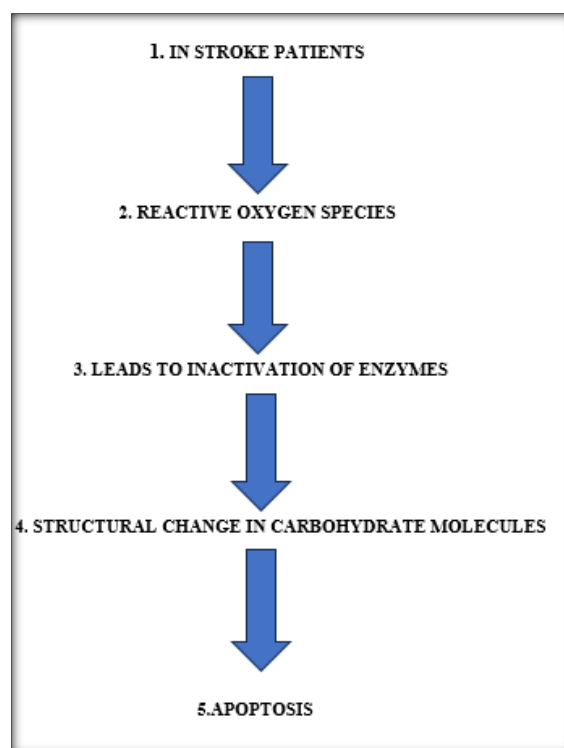 1. IN STROKE PATIENTS
2. REACTIVE OXYGEN SPECIES
3. LEADS TO INACTIVATION OF ENZYMES
4. STRUCTURAL CHANGE IN CARBOHYDRATE MOLECULES
5.APOPTOSIS